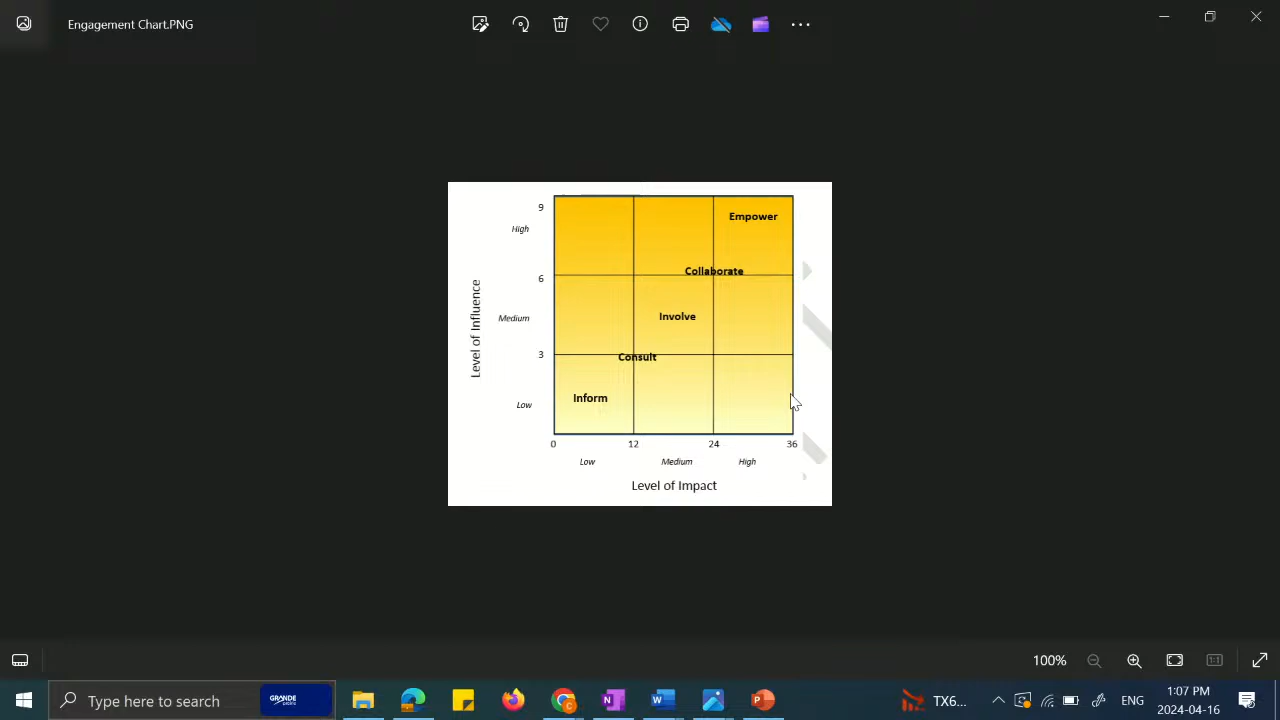 Engagement Chart.PNG
9
Empower
High
Collaborate
6
Level of Influence
Involve
Medium
3
Consult
Inform
Low
0 12 24 36
Low Medium High
Level of Impact
100%
Type here to search
GRANDE
pacific
N
W
P
C
TX6...
ENG
1:07 PM
2024-04-16